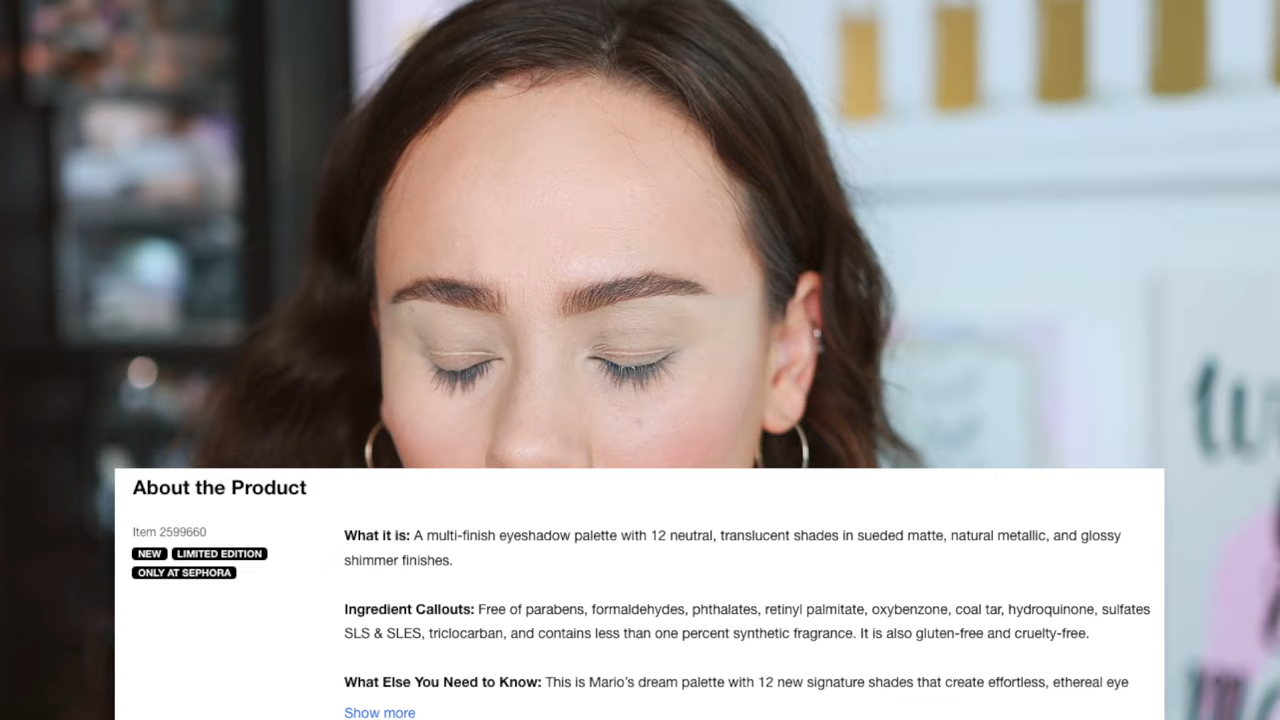 About the Product
Item 2599660
NEW LIMITED EDITION
ONLY AT SEPHORA
What it is: A multi-finish eyeshadow palette with 12 neutral, translucent shades in sueded matte, natural metallic, and glossy
shimmer finishes.
Ingredient Callouts: Free of parabens, formaldehydes, phthalates, retinyl palmitate, oxybenzone, coal tar, hydroquinone, sulfates
SLS & SLES, triclocarban, and contains less than one percent synthetic fragrance. It is also gluten-free and cruelty-free.
What Else You Need to Know: This is Mario’s dream palette with 12 new signature shades that create effortless, ethereal eye
Show more